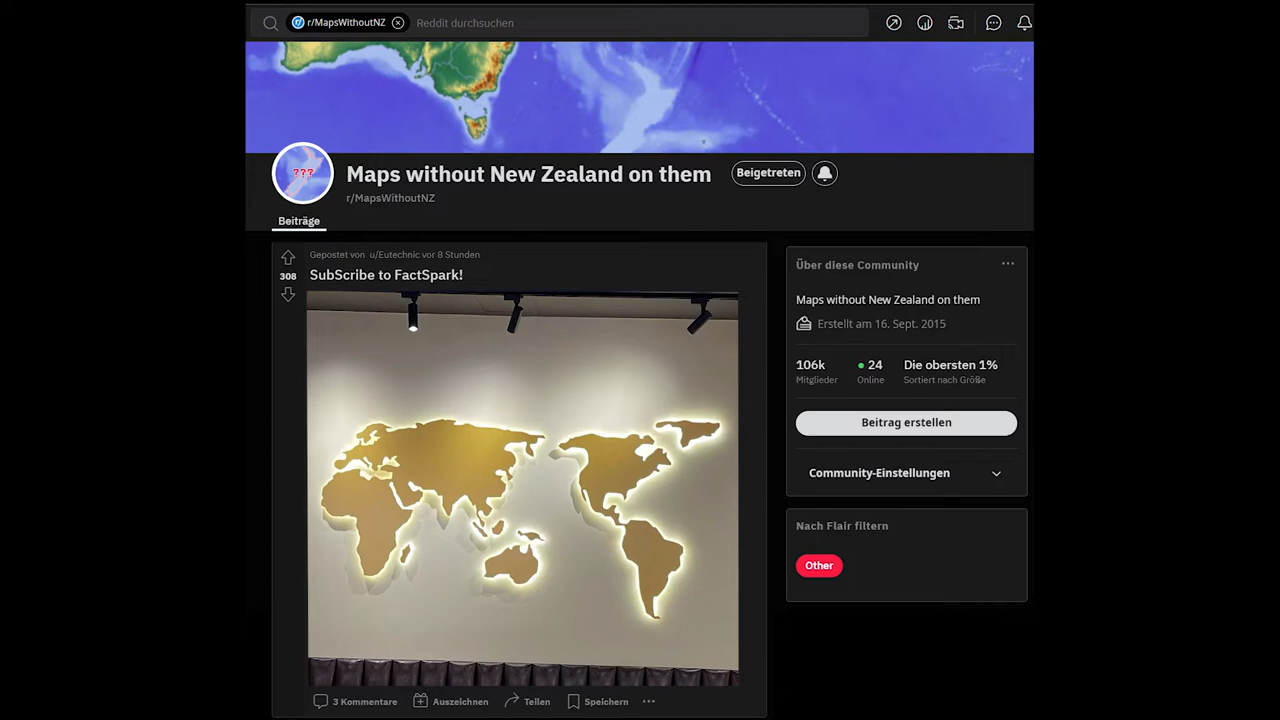 r/MapsWithoutNZ
Reddit durchsuchen
???
Maps without New Zealand on them
Beigetreten
r/MapsWithoutNZ
Beiträge
308
Gepostet von u/Eutechnic vor 8 Stunden
SubScribe to FactSpark!
3 Kommentare
Auszeichnen
Teilen
Speichern
Über diese Community
Maps without New Zealand on them
Erstellt am 16. Sept. 2015
106k 24 Die obersten 1%
Mitglieder Online Sortiert nach Größe
Beitrag erstellen
Community-Einstellungen
Nach Flair filtern
Other